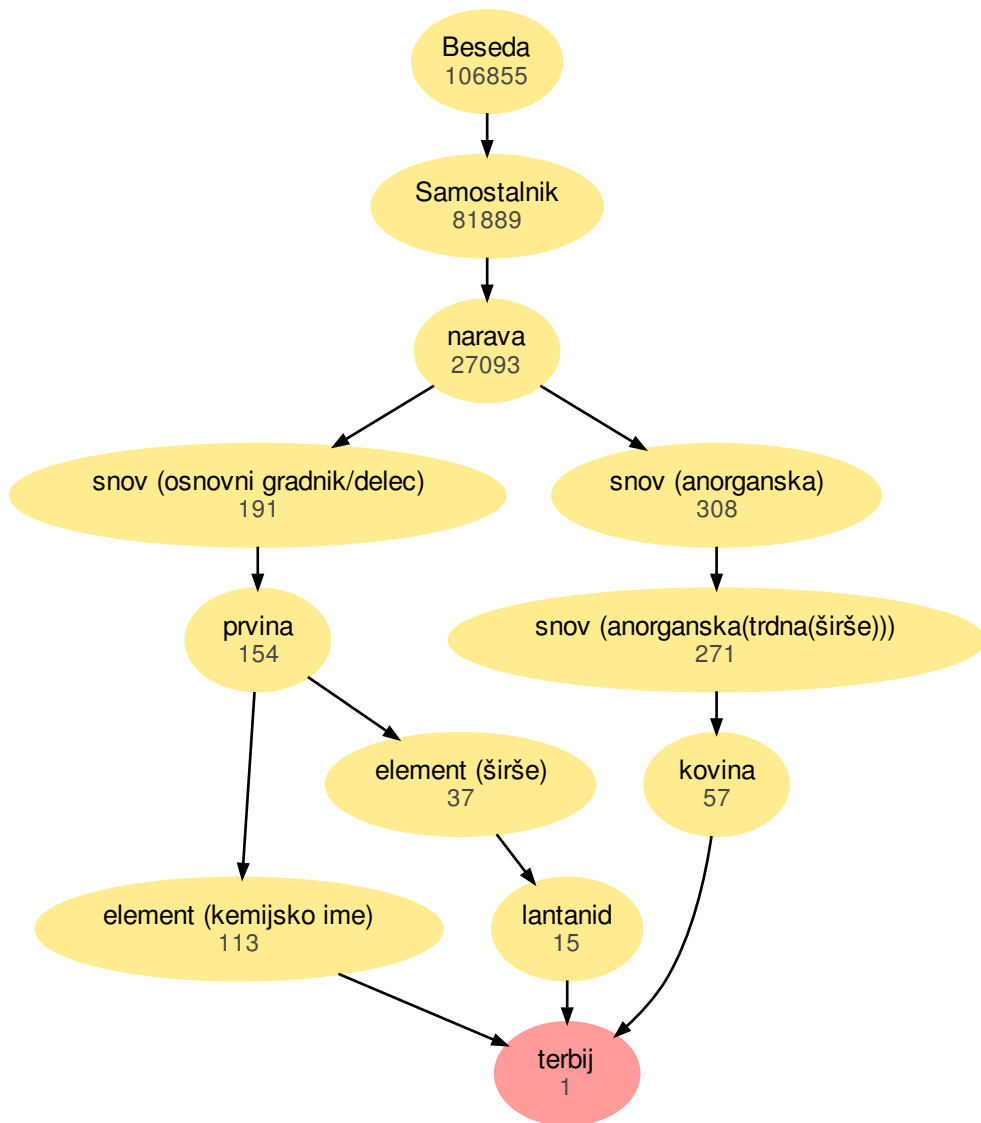 Beseda
106855
Samostalnik
81889
narava
27093
snov (osnovni gradnik/delec)
191
snov (anorganska)
308
prvina
154
snov (anorganska(trdna(širše)))
271
element (širše)
37
kovina
57
element (kemijsko ime)
113
lantanid
15
terbij
1